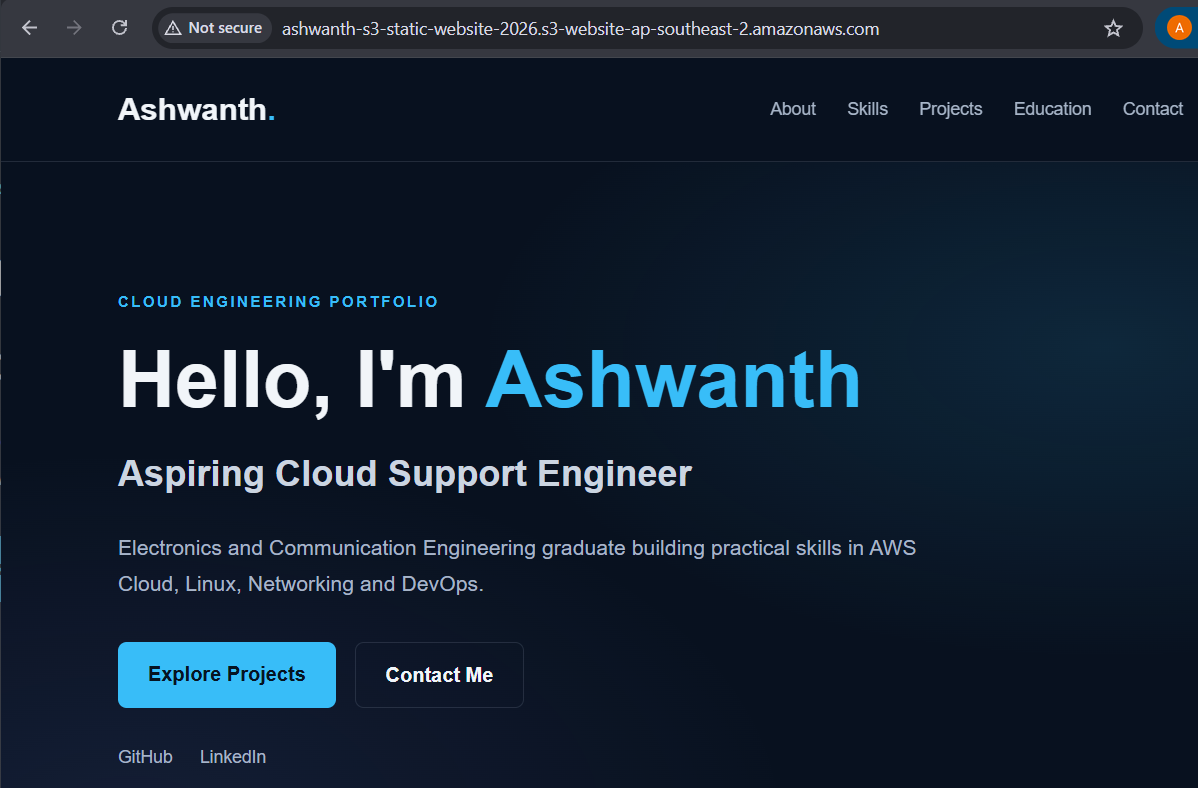 Not secure
ashwanth-s3-static-website-2026.s3-website-ap-southeast-2.amazonaws.com
A
Ashwanth.
About
Skills
Projects
Education
Contact
CLOUD ENGINEERING PORTFOLIO
Hello, I'm Ashwanth
Aspiring Cloud Support Engineer
Electronics and Communication Engineering graduate building practical skills in AWS
Cloud, Linux, Networking and DevOps.
Explore Projects
Contact Me
GitHub
LinkedIn